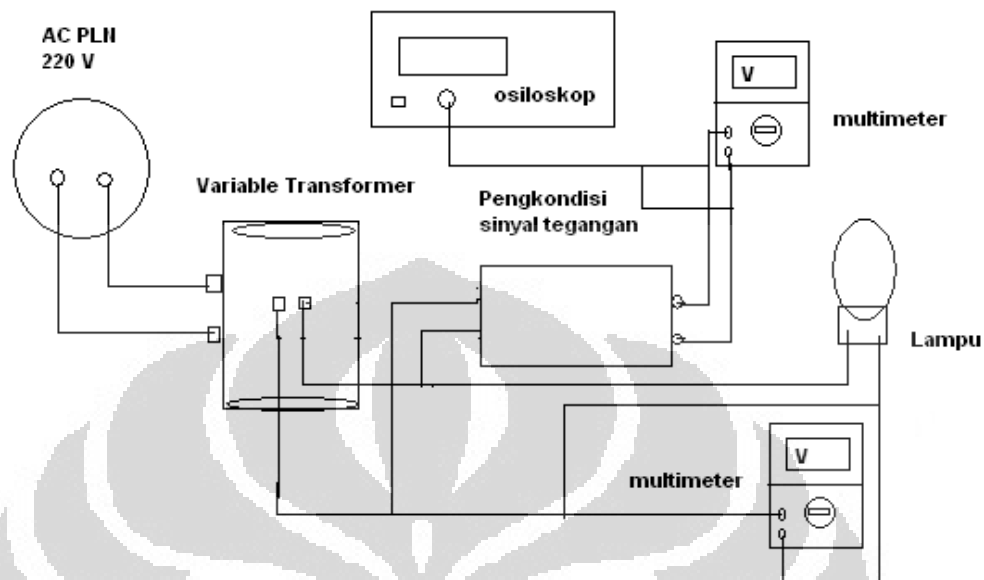 AC PLN
220 V
osiloskop
V
multimeter
Variable Transformer
Pengkondisi
sinyal tegangan
Lampu
V
multimeter